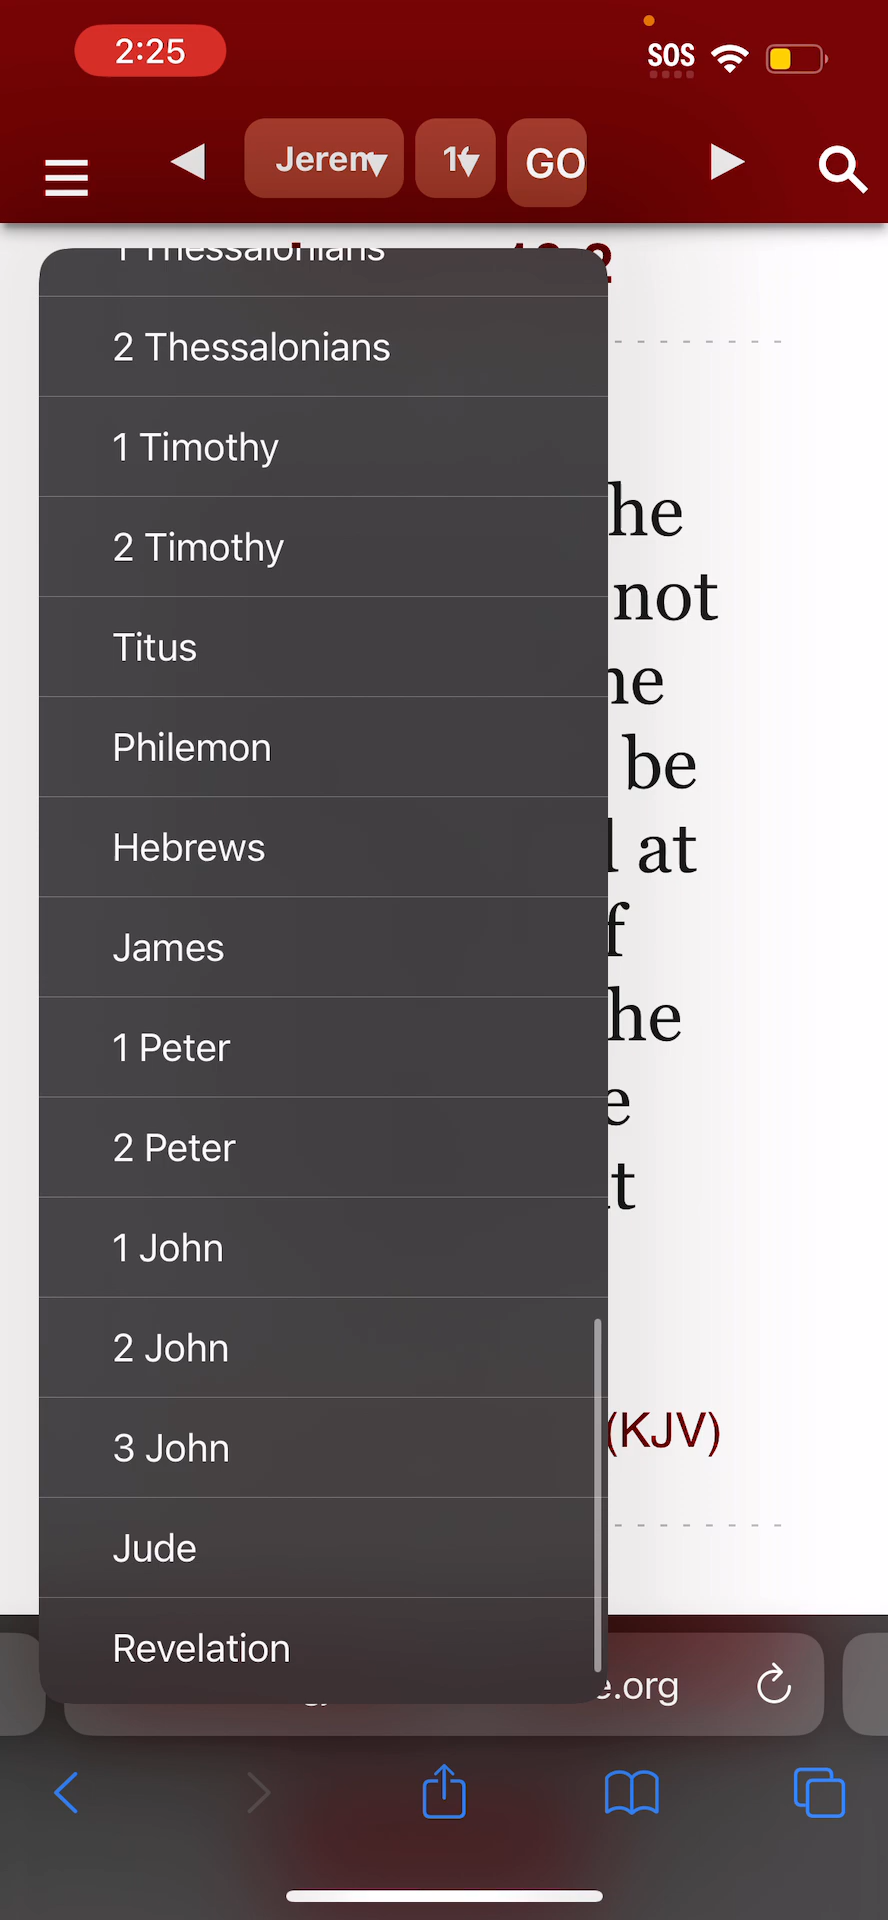 2:25
SOS
Jerem
GO
1 Thessalonians
2 Thessalonians
1 Timothy
2 Timothy
he
not
Titus
he
Philemon
be
Hebrews
at
James
f
1 Peter
he
e
2 Peter
t
1 John
2 John
3 John
(KJV)
Jude
Revelation
e.org